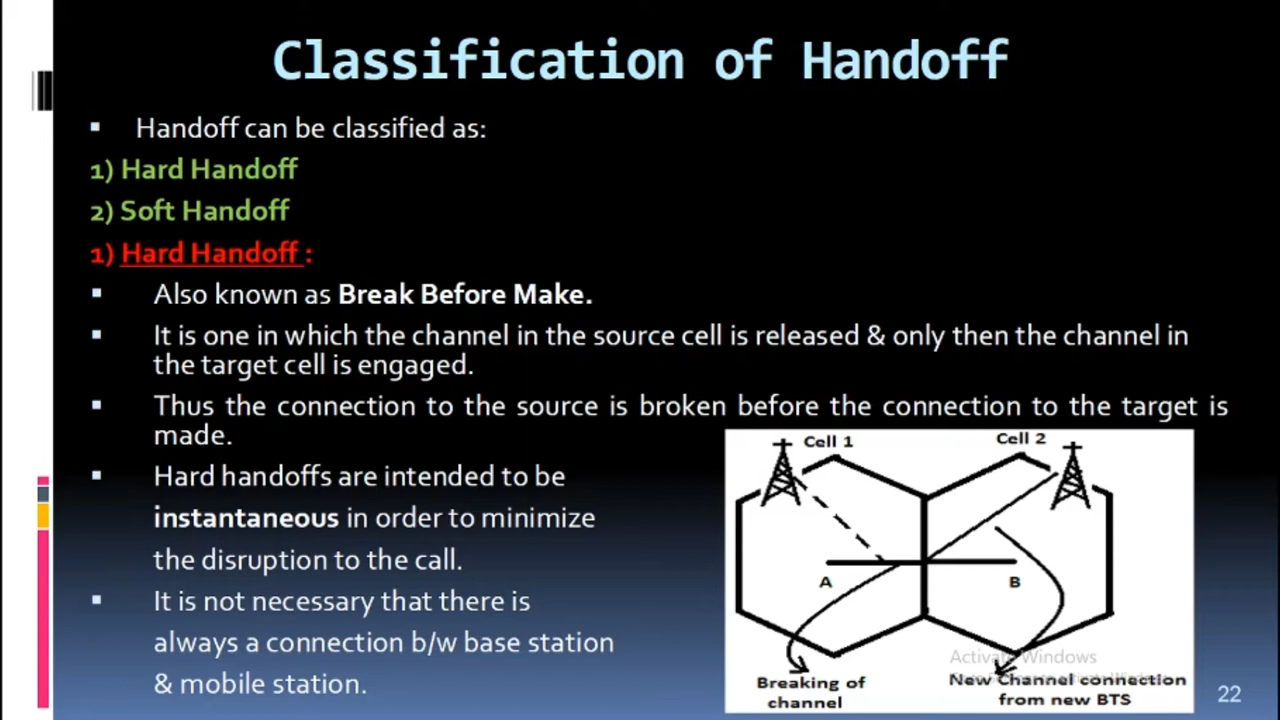 Classification of Handoff
▪ Handoff can be classified as:
1) Hard Handoff
2) Soft Handoff
1) Hard Handoff :
▪ Also known as Break Before Make.
▪ It is one in which the channel in the source cell is released & only then the channel in
the target cell is engaged.
▪ Thus the connection to the source is broken before the connection to the target is
made.
▪ Hard handoffs are intended to be
instantaneous in order to minimize
the disruption to the call.
▪ It is not necessary that there is
always a connection b/w base station
& mobile station.
Cell 1
Cell 2
A
B
Breaking of
channel
New Channel connection
from new BTS
Activate Windows
22